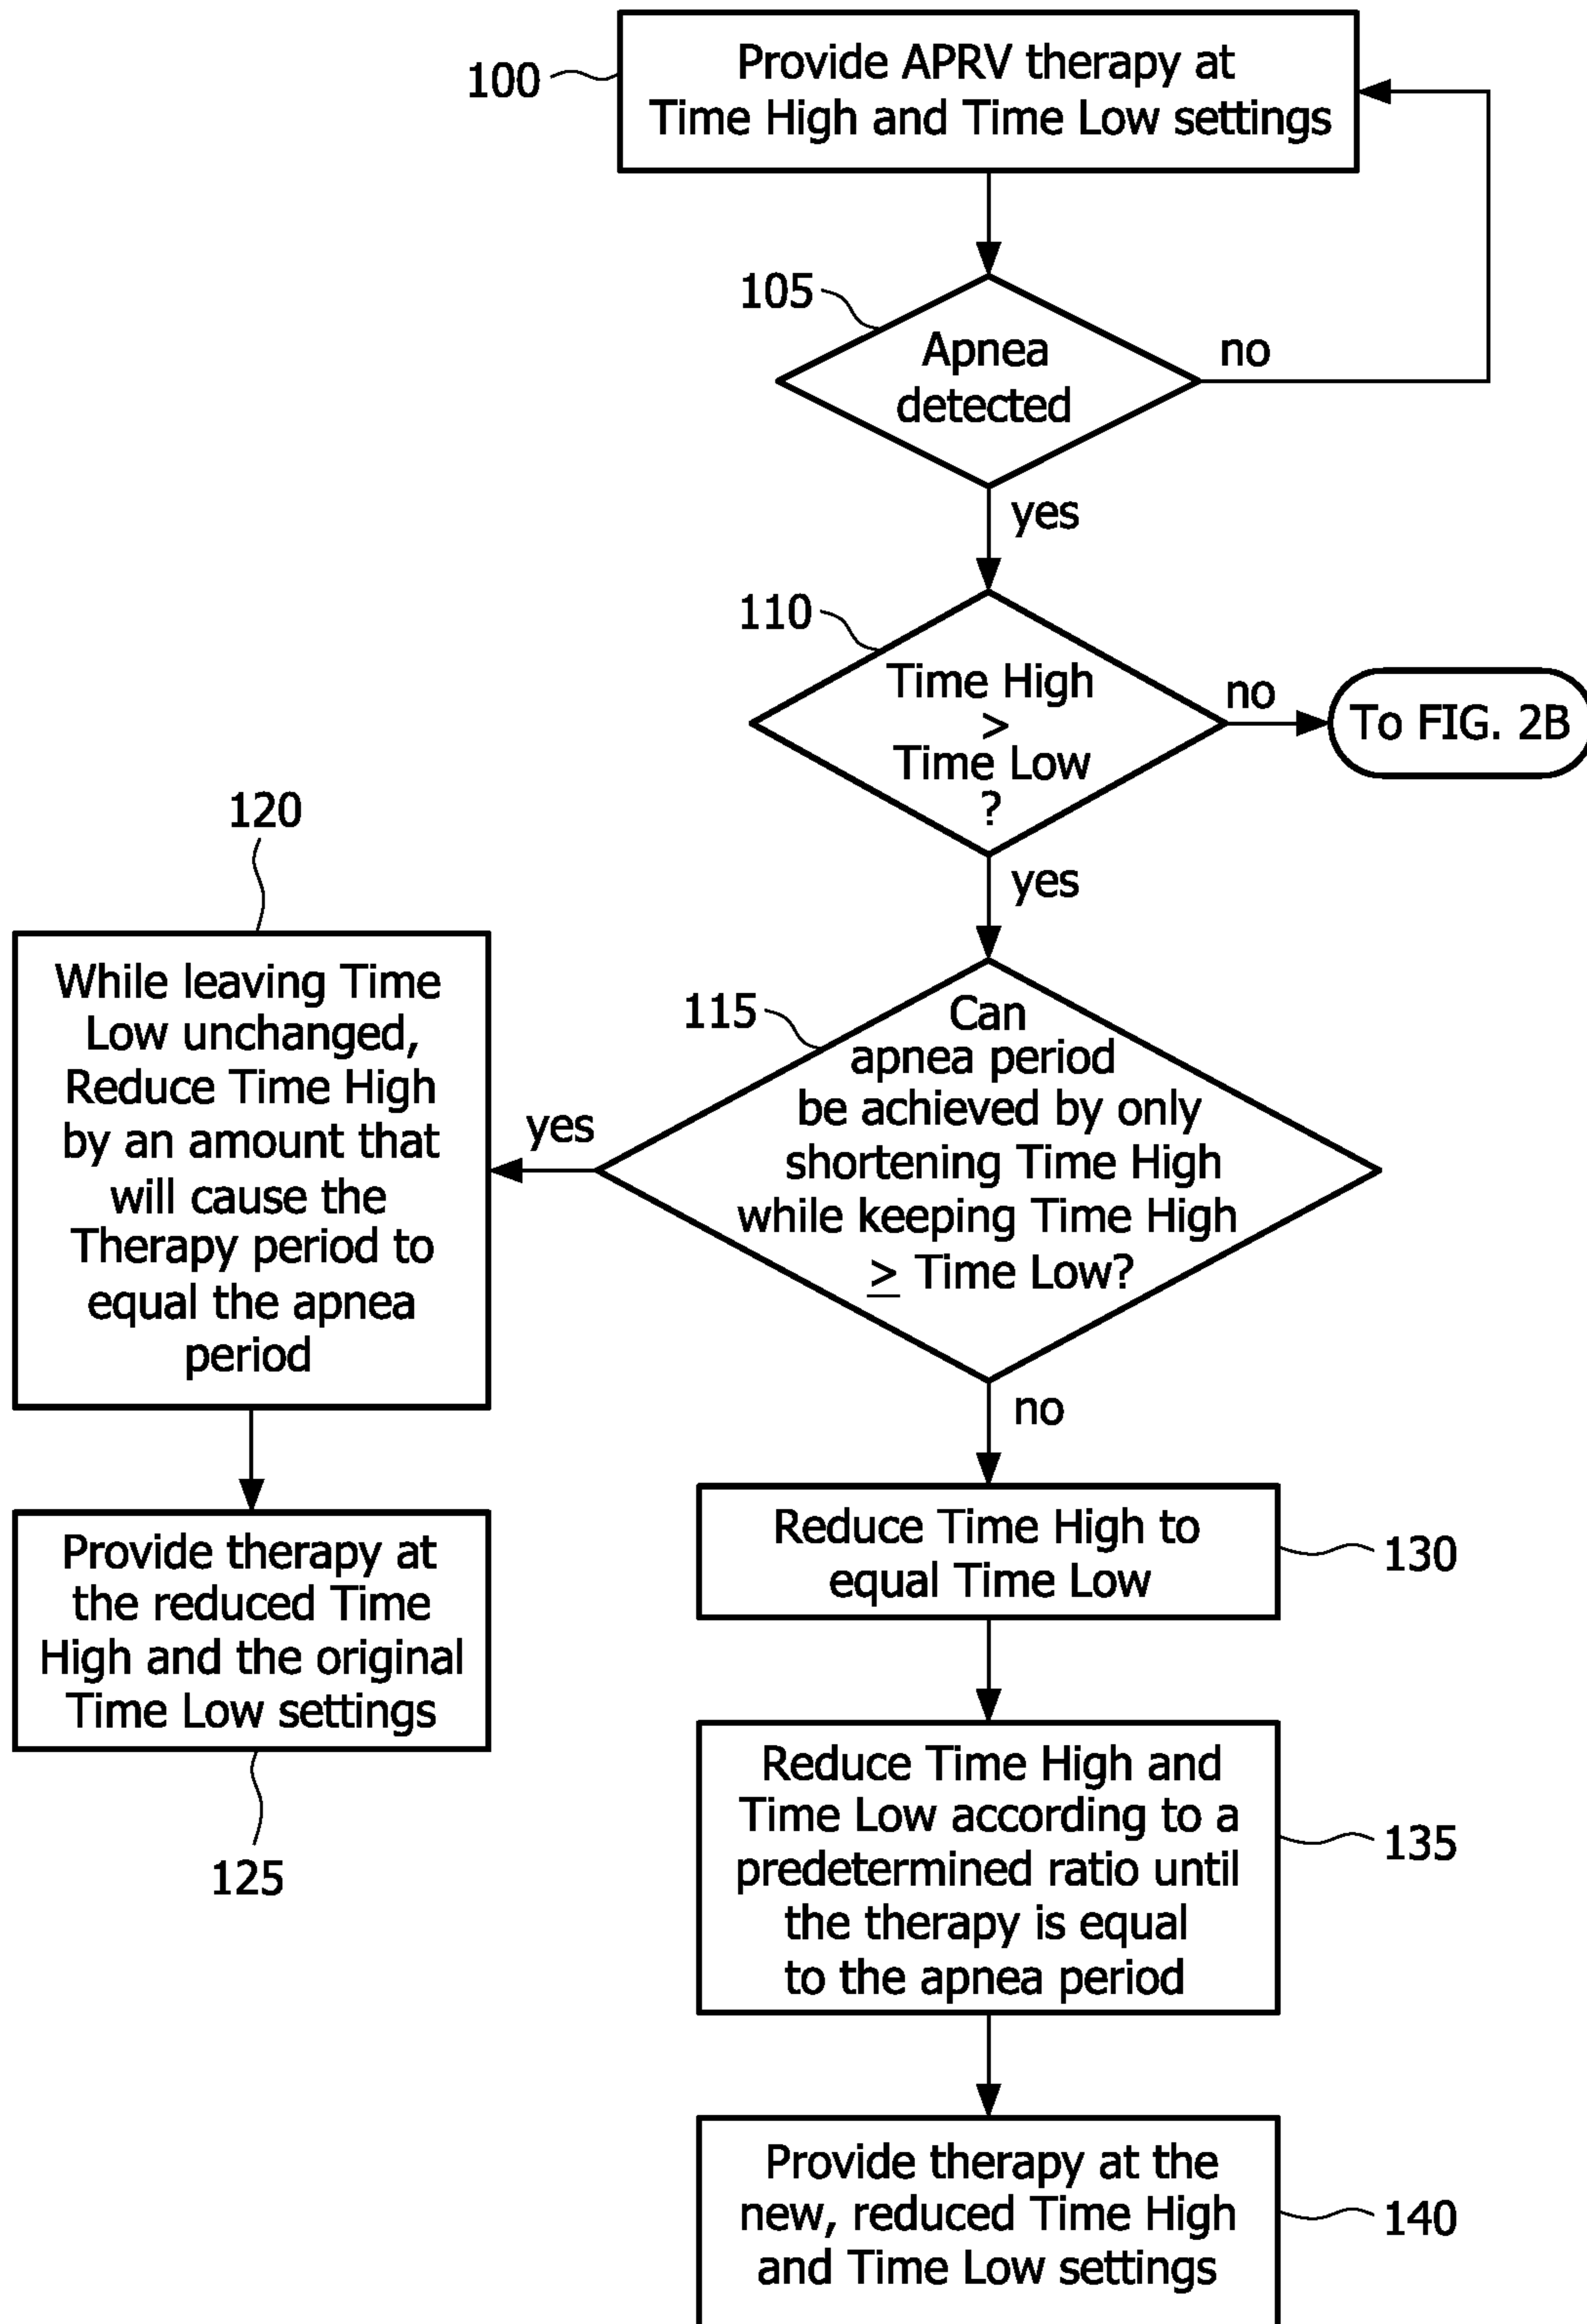 100
Provide APRV therapy at
Time High and Time Low settings
105
Apnea
detected
no
yes
110
Time High
>
Time Low
?
no
To FIG. 2B
yes
120
While leaving Time
Low unchanged,
Reduce Time High
by an amount that
will cause the
Therapy period to
equal the apnea
period
yes
115
Can
apnea period
be achieved by only
shortening Time High
while keeping Time High
≥ Time Low?
no
Provide therapy at
the reduced Time
High and the original
Time Low settings
125
Reduce Time High to
equal Time Low
130
Reduce Time High and
Time Low according to a
predetermined ratio until
the therapy is equal
to the apnea period
135
Provide therapy at the
new, reduced Time High
and Time Low settings
140